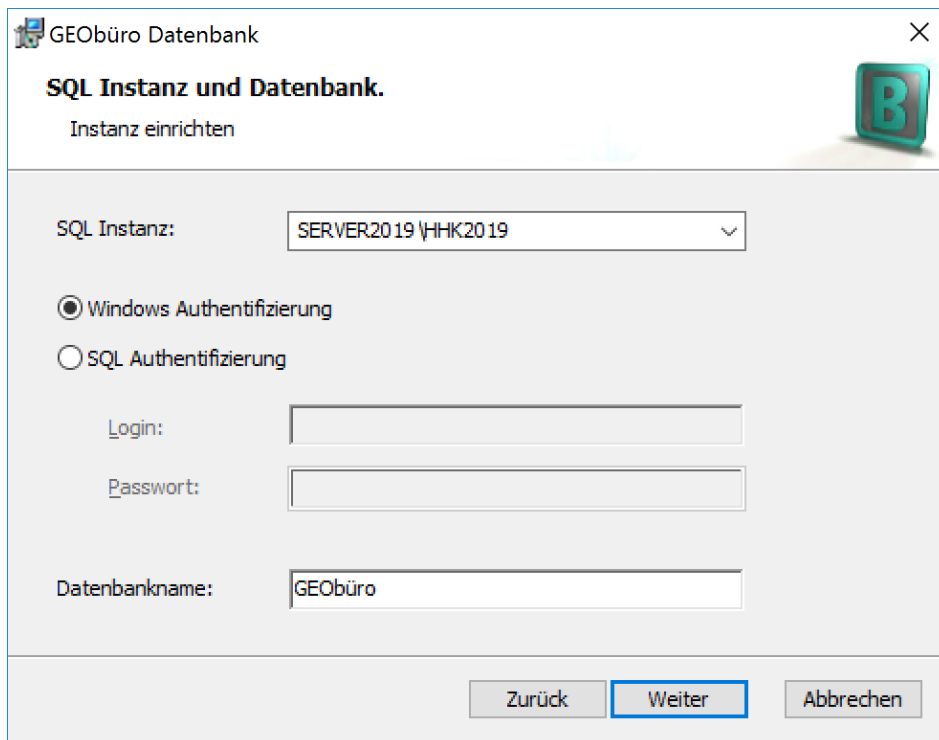 GEObüro Datenbank
SQL Instanz und Datenbank.
Instanz einrichten
B
SQL Instanz: SERVER2019\HHK2019
Windows Authentifizierung
SQL Authentifizierung
Login:
Passwort:
Datenbankname: GEObüro
Zurück Weiter Abbrechen